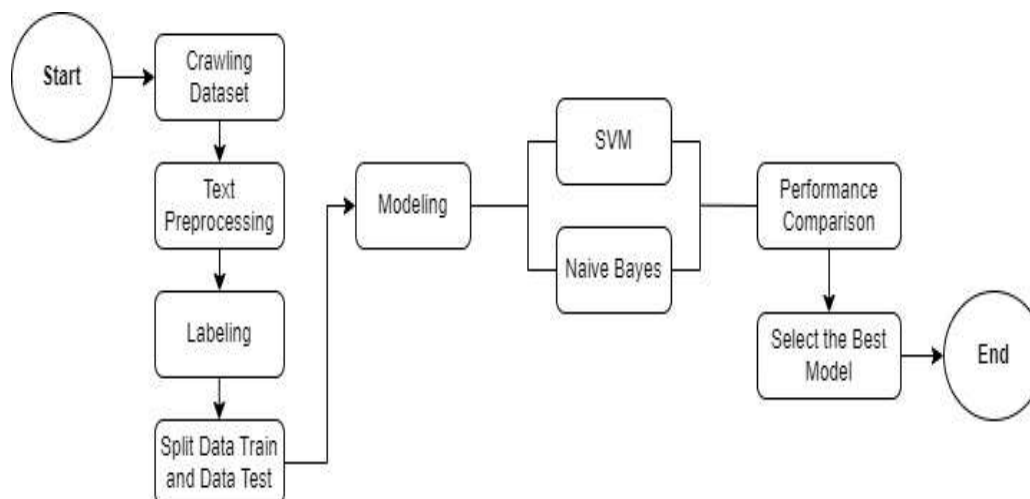 Start
Crawling
Dataset
Text
Preprocessing
Labeling
Split Data Train
and Data Test
Modeling
SVM
Naive Bayes
Performance
Comparison
Select the Best
Model
End